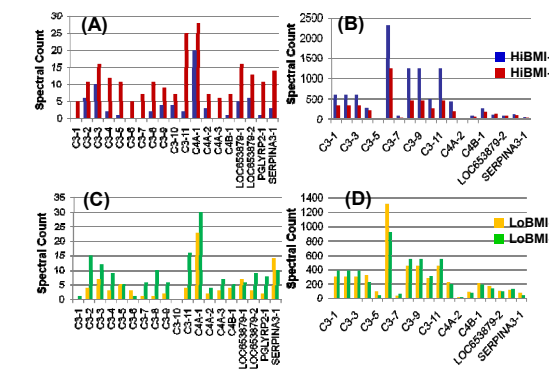 (A)
Spectral Count
30
25
20
15
10
5
0
C3-1
C3-2
C3-3
C3-4
C3-5
C3-6
C3-7
C3-8
C3-9
C3-10
C3-11
C4A-1
C4A-2
C4A-3
C4B-1
LOC653879-1
LOC653879-2
PGLYRP2-1
SERPINA3-1
(B)
Spectral Count
2500
2000
1500
1000
500
0
C3-1
C3-3
C3-5
C3-7
C3-9
C3-11
C4A-2
C4B-1
LOC653879-2
SERPINA3-1
HiBMI-
HiBMI-
(C)
Spectral Count
35
30
25
20
15
10
5
0
C3-1
C3-2
C3-3
C3-4
C3-5
C3-6
C3-7
C3-8
C3-9
C3-10
C3-11
C4A-1
C4A-2
C4A-3
C4B-1
LOC653879-1
LOC653879-2
PGLYRP2-1
SERPINA3-1
(D)
Spectral Count
1400
1200
1000
800
600
400
200
0
C3-1
C3-3
C3-5
C3-7
C3-9
C3-11
C4A-2
C4B-1
LOC653879-2
SERPINA3-1
LoBMI
LoBMI